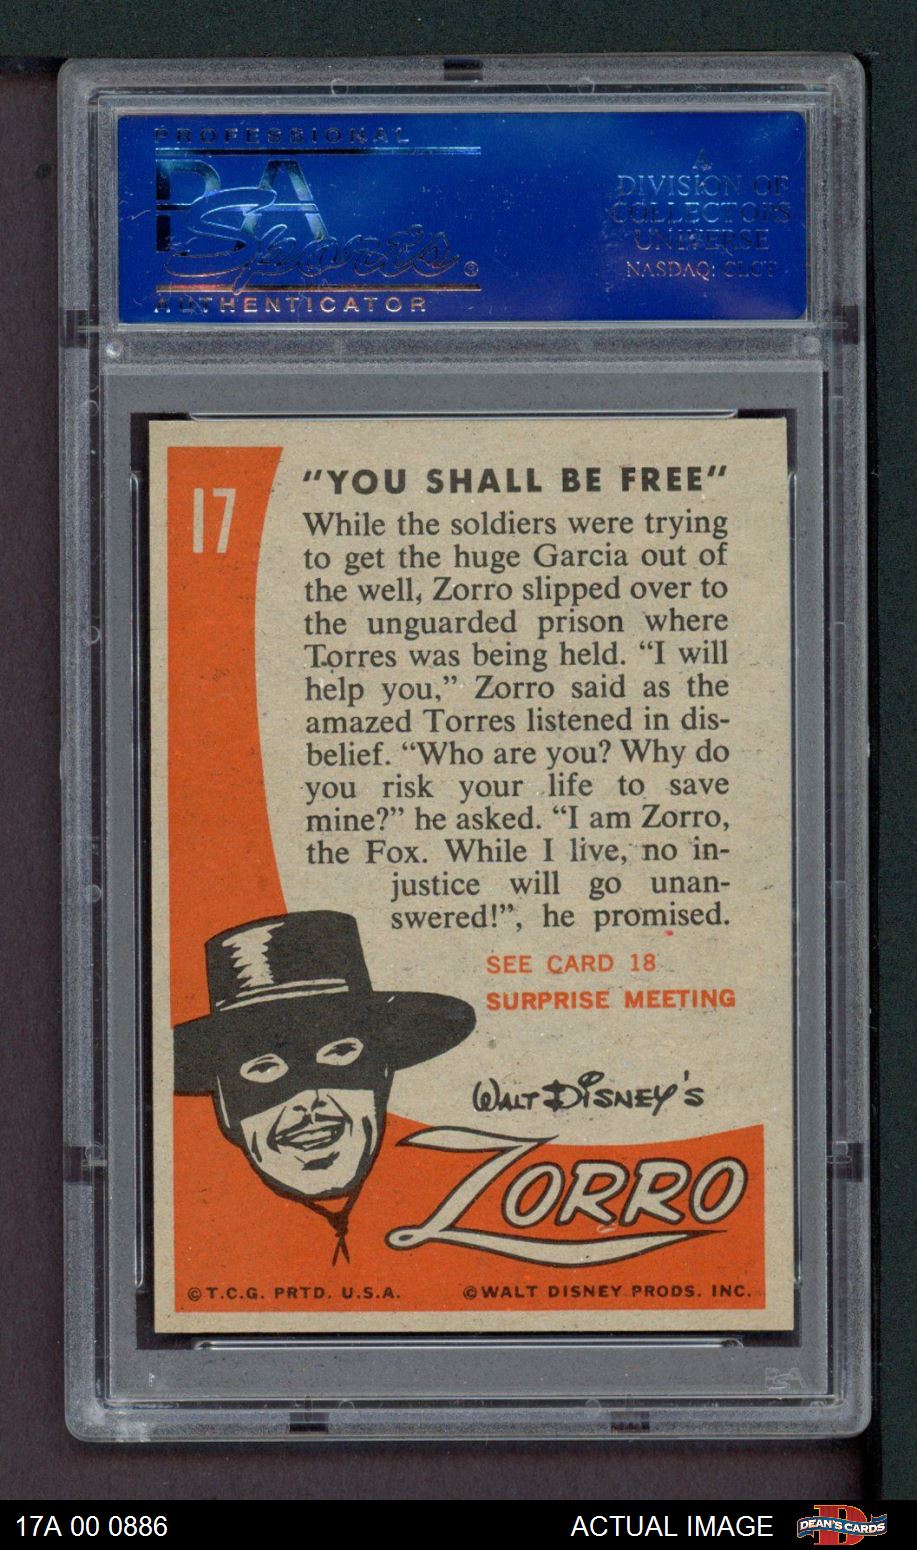 PROFESSIONAL
PSA
Sports®
AUTHENTICATOR
A
DIVISION OF
COLLECTORS
UNIVERSE
NASDAQ: CLCT
17
"YOU SHALL BE FREE"
While the soldiers were trying
to get the huge Garcia out of
the well, Zorro slipped over to
the unguarded prison where
Torres was being held. “I will
help you,” Zorro said as the
amazed Torres listened in dis-
belief. “Who are you? Why do
you risk your life to save
mine?” he asked. “I am Zorro,
the Fox. While I live, no in-
justice will go unan-
swered!”, he promised.
SEE CARD 18
SURPRISE MEETING
WALT DISNEY'S
ZORRO
©T.C.G. PRTD. U.S.A.
©WALT DISNEY PRODS. INC.
PSA
17A 00 0886
ACTUAL IMAGE
D
DEAN'S CARDS